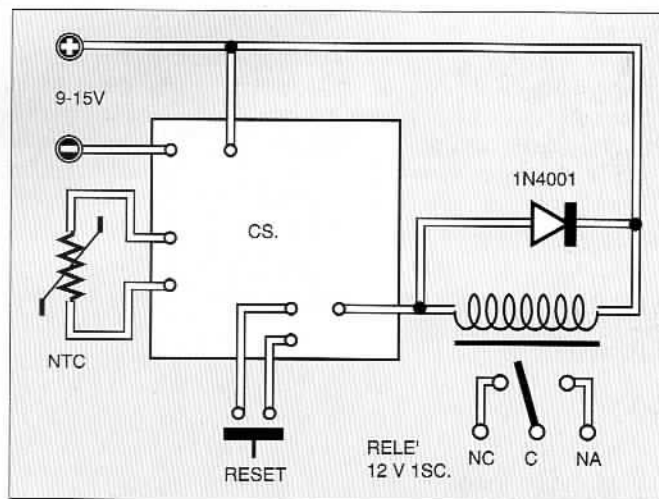 9-15V
1N4001
CS.
NTC
RESET
RELE'
12 V 1SC.
NC
C
NA